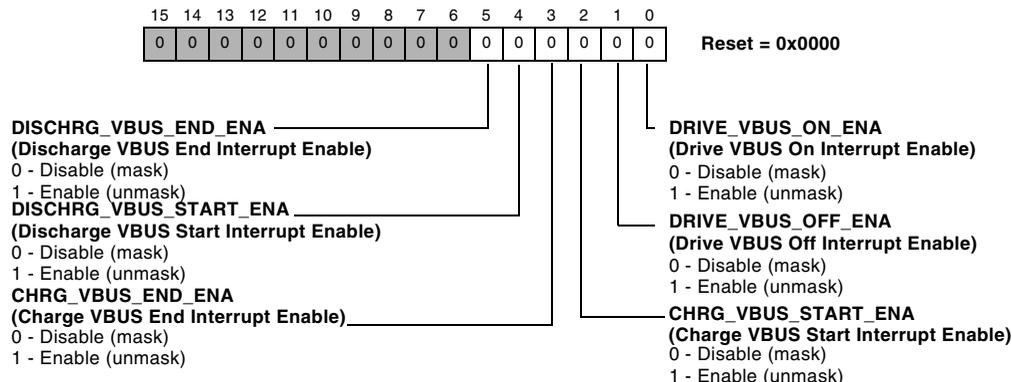 15 14 13 12 11 10 9 8 7 6 5 4 3 2 1 0
0 0 0 0 0 0 0 0 0 0 0 0 0 0 0 0
Reset = 0x0000
DISCHRG_VBUS_END_ENA
(Discharge VBUS End Interrupt Enable)
0 - Disable (mask)
1 - Enable (unmask)
DISCHRG_VBUS_START_ENA
(Discharge VBUS Start Interrupt Enable)
0 - Disable (mask)
1 - Enable (unmask)
CHRG_VBUS_END_ENA
(Charge VBUS End Interrupt Enable)
0 - Disable (mask)
1 - Enable (unmask)
DRIVE_VBUS_ON_ENA
(Drive VBUS On Interrupt Enable)
0 - Disable (mask)
1 - Enable (unmask)
DRIVE_VBUS_OFF_ENA
(Drive VBUS Off Interrupt Enable)
0 - Disable (mask)
1 - Enable (unmask)
CHRG_VBUS_START_ENA
(Charge VBUS Start Interrupt Enable)
0 - Disable (mask)
1 - Enable (unmask)